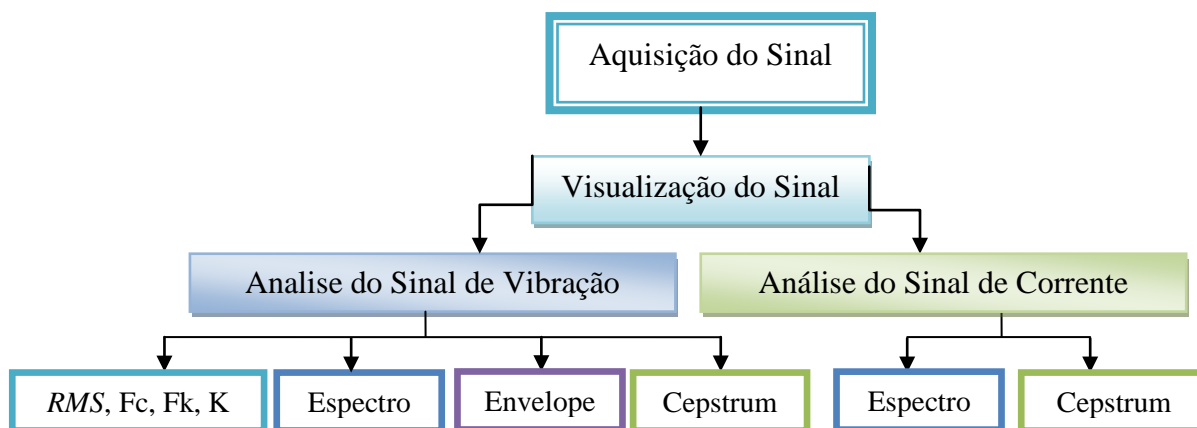 Aquisição do Sinal
Visualização do Sinal
Analise do Sinal de Vibração
Análise do Sinal de Corrente
RMS, Fc, Fk, K
Espectro
Envelope
Cepstrum
Espectro
Cepstrum